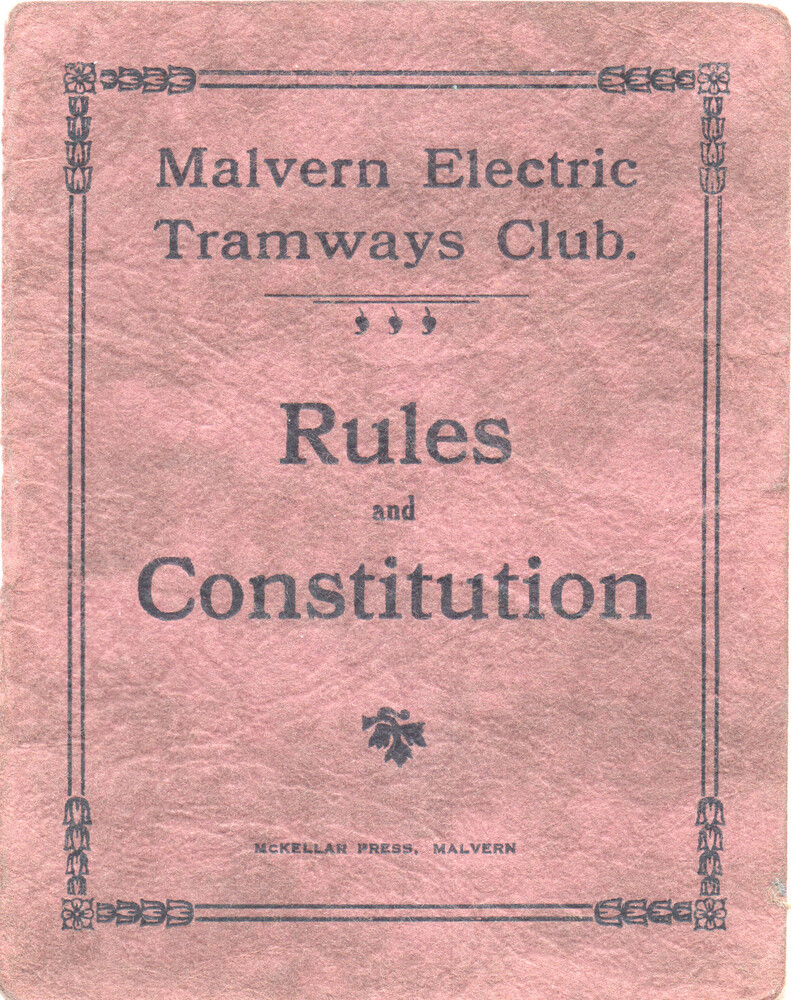 Malvern Electric
Tramways Club.
Rules
and
Constitution
McKELLAR PRESS, MALVERN